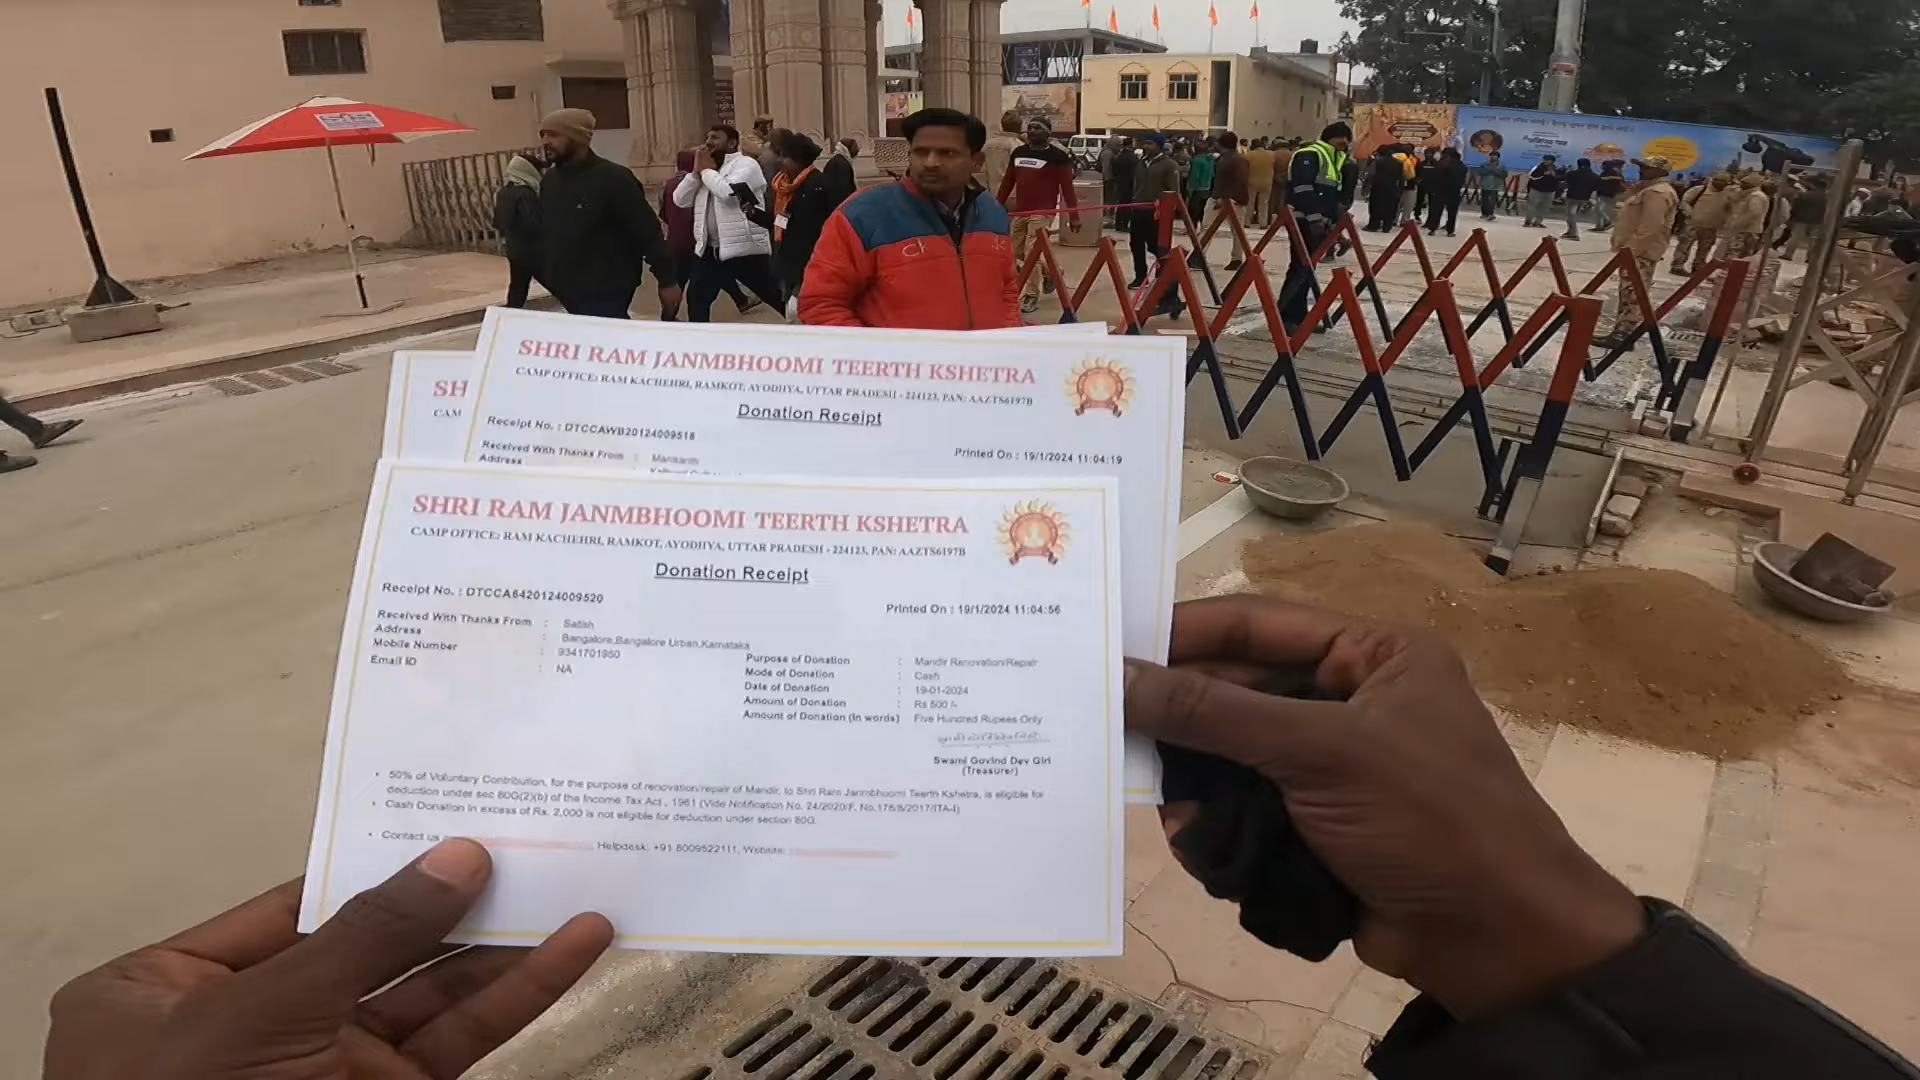 SHRI RAM JANMBHOOMI TEERTH KSHETRA
CAMP OFFICE: RAM KACHEHRI, RAMKOT, AYODHYA, UTTAR PRADESH - 224123, PAN: AAZTS6197B
Donation Receipt
Receipt No. : DTCCAWB20124009518
Printed On : 19/1/2024 11:04:19
Received With Thanks From :
Address :
SH
CAM
SHRI RAM JANMBHOOMI TEERTH KSHETRA
CAMP OFFICE: RAM KACHEHRI, RAMKOT, AYODHYA, UTTAR PRADESH - 224123, PAN: AAZTS6197B
Donation Receipt
Receipt No. : DTCCA6420124009520
Printed On : 19/1/2024 11:04:56
Received With Thanks From : Satish
Address : Bangalore,Bangalore Urban,Karnataka
Mobile Number : 9341701950
Email ID : NA
Purpose of Donation : Mandir Renovation/Repair
Mode of Donation : Cash
Date of Donation : 19-01-2024
Amount of Donation : Rs 500 /-
Amount of Donation (In words) Five Hundred Rupees Only
Swami Govind Dev Giri
(Treasurer)
• 50% of Voluntary Contribution, for the purpose of renovation/repair of Mandir, to Shri Ram Janmbhoomi Teerth Kshetra, is eligible for
deduction under sec 80G(2)(b) of the Income Tax Act , 1961 (Vide Notification No. 24/2020/F. No.176/8/2017/ITA-I)
• Cash Donation in excess of Rs. 2,000 is not eligible for deduction under section 80G.
• Contact us
Helpdesk: +91 8009522111, Website: